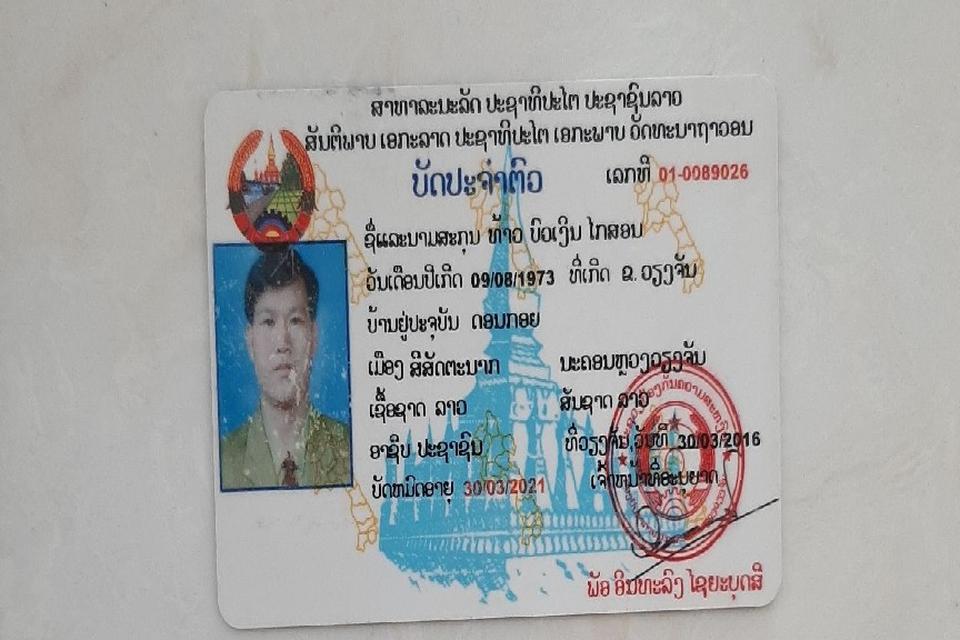 ສາທາລະນະລັດ ປະຊາທິປະໄຕ ປະຊາຊົນລາວ
ສັນຕິພາບ ເອກະລາດ ປະຊາທິປະໄຕ ເອກະພາບ ວັດທະນາຖາວອນ
ບັດປະຈຳຕົວ ເລກທີ 01-0089026
ຊື່ແລະນາມສະກຸນ ທ້າວ ບົວເງິນ ໄກສອນ
ວັນເດືອນປີເກີດ 09/08/1973 ທີ່ເກີດ ຂ. ວຽງຈັນ
ບ້ານຢູ່ປະຈຸບັນ ດອນກອຍ
ເມືອງ ສີສັດຕະນາກ ນະຄອນຫຼວງວຽງຈັນ
ເຊື້ອຊາດ ລາວ ສັນຊາດ ລາວ
ອາຊີບ ປະຊາຊົນ ທີ່ວຽງຈັນ,ວັນທີ 30/03/2016
ບັດຫມົດອາຍຸ 30/03/2021 ເຈົ້າຫນ້າທີ່ອະນຸຍາດ
ພັອ ອິນທະລົງ ໄຊຍະບຸດສີ